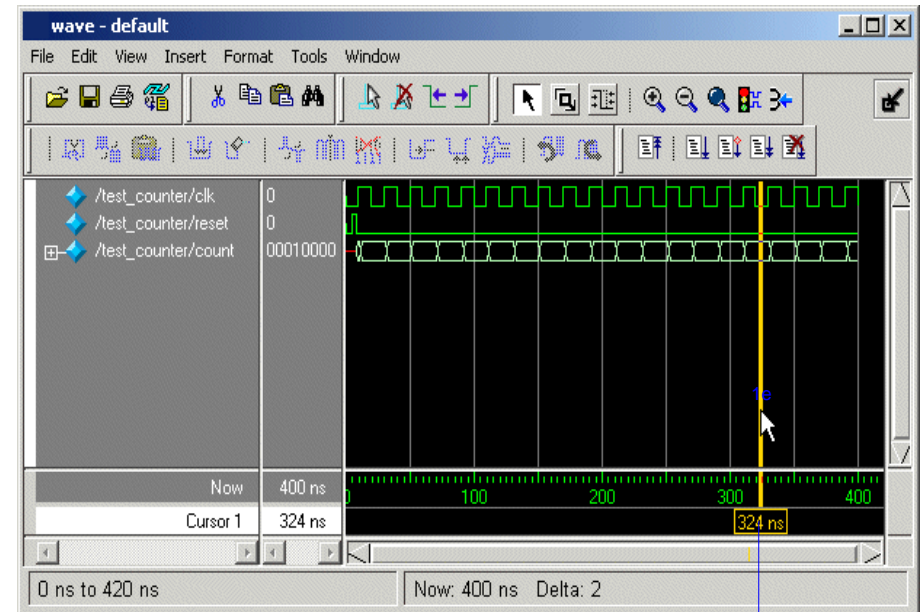 wave - default
File Edit View Insert Format Tools Window
/test_counter/clk 0
/test_counter/reset 0
/test_counter/count 00010000
Now 400 ns
100 200 300 400
Cursor 1 324 ns
324 ns
0 ns to 420 ns
Now: 400 ns Delta: 2